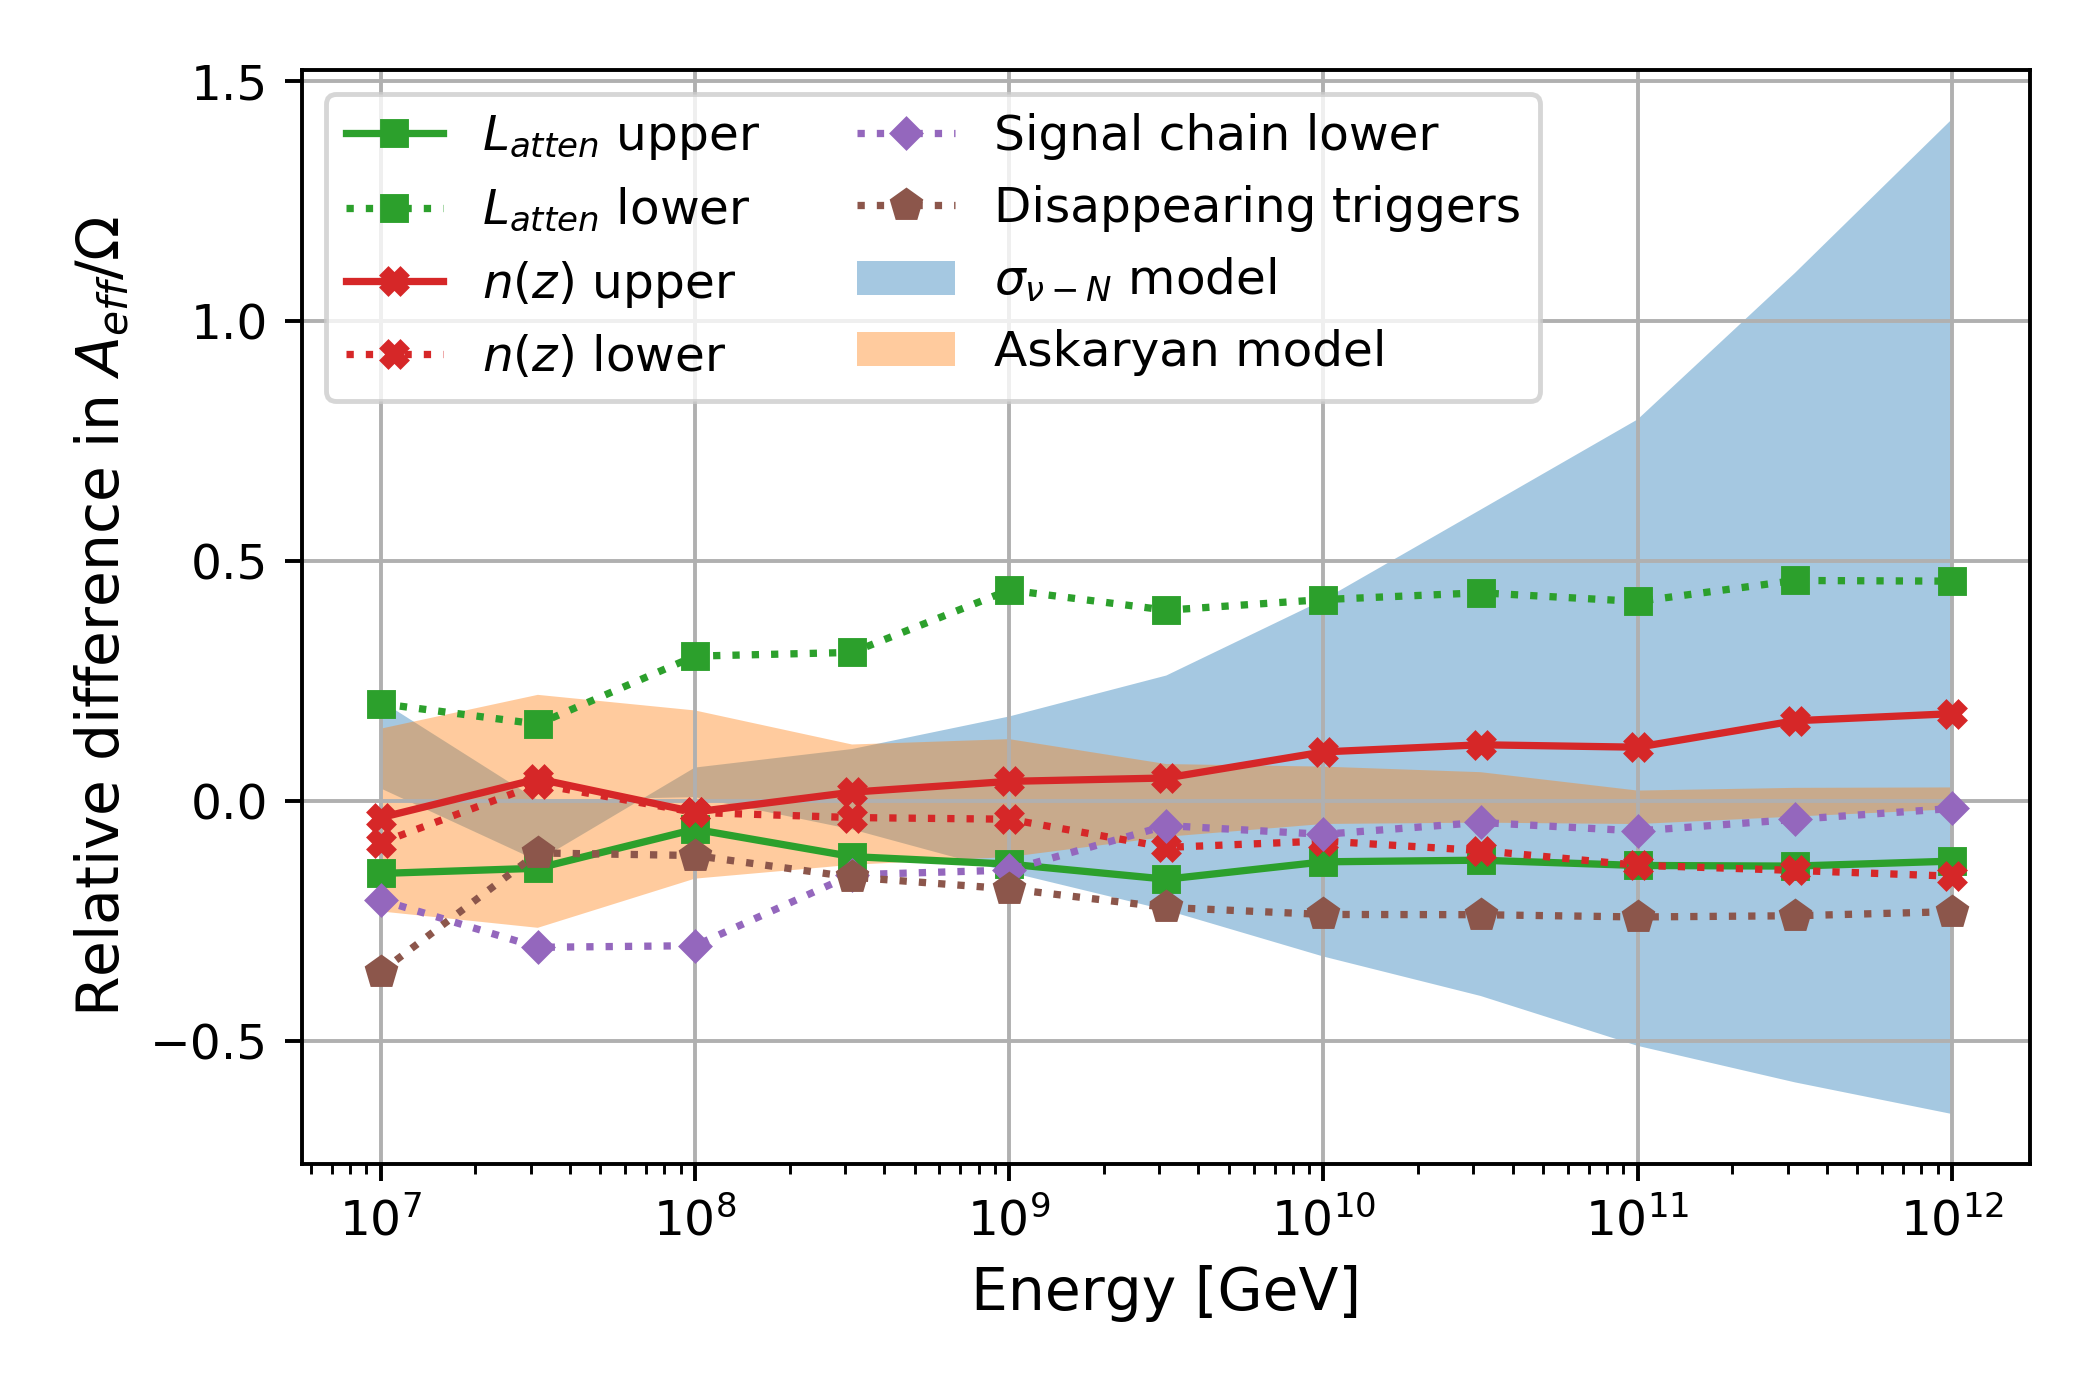 Relative difference in A_eff/Ω
1.5
1.0
0.5
0.0
−0.5
L_atten upper
L_atten lower
n(z) upper
n(z) lower
Signal chain lower
Disappearing triggers
σ_ν−N model
Askaryan model
10^7 10^8 10^9 10^10 10^11 10^12
Energy [GeV]